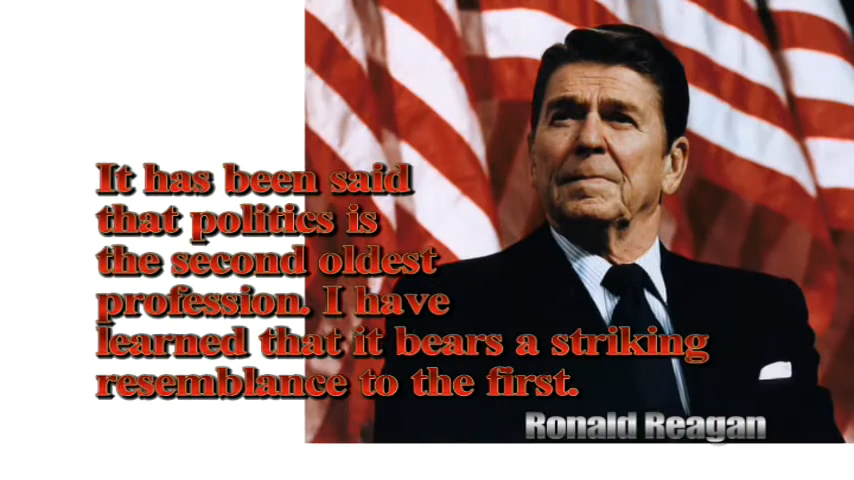 It has been said
that politics is
the second oldest
profession. I have
learned that it bears a striking
resemblance to the first.
Ronald Reagan